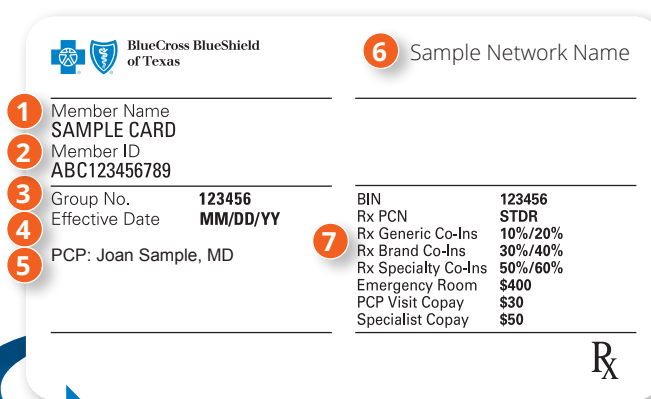 BlueCross BlueShield
of Texas
6 Sample Network Name
1 Member Name
SAMPLE CARD
2 Member ID
ABC123456789
3 Group No. 123456
4 Effective Date MM/DD/YY
5 PCP: Joan Sample, MD
7
BIN 123456
Rx PCN STDR
Rx Generic Co-Ins 10%/20%
Rx Brand Co-Ins 30%/40%
Rx Specialty Co-Ins 50%/60%
Emergency Room $400
PCP Visit Copay $30
Specialist Copay $50
Rx